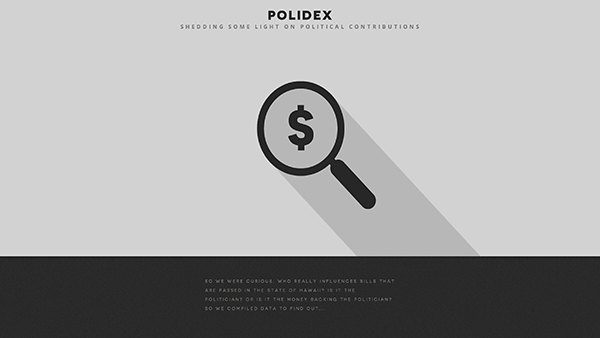 POLIDEX
SHEDDING SOME LIGHT ON POLITICAL CONTRIBUTIONS
$
SO WE WERE CURIOUS. WHO REALLY INFLUENCES BILLS THAT
ARE PASSED IN THE STATE OF HAWAII? IS IT THE
POLITICIAN? OR IS IT THE MONEY BACKING THE POLITICIAN?
SO WE COMPILED DATA TO FIND OUT...